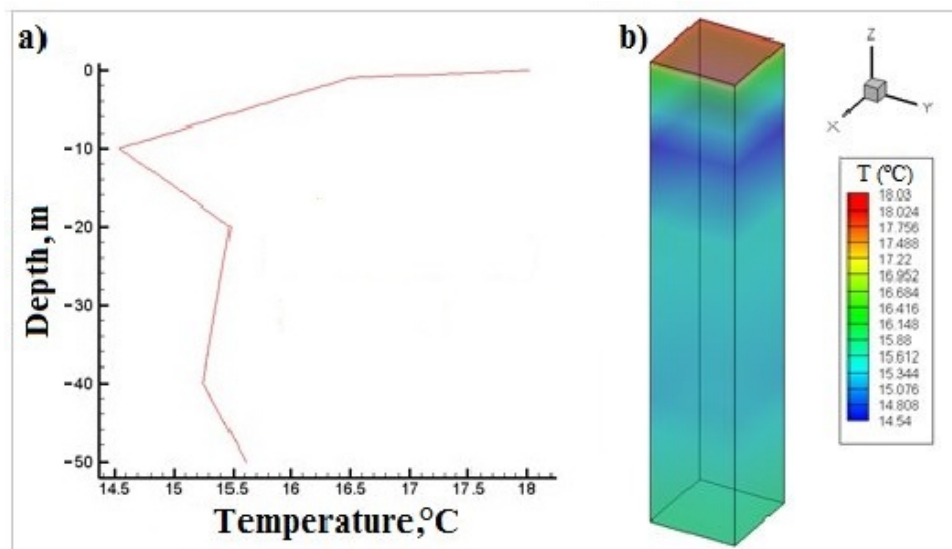 a)
0
−10
−20
−30
−40
−50
Depth,m
14.5 15 15.5 16 16.5 17 17.5 18
Temperature,°C
b)
Z
X
Y
T (ºC)
18.03
18.024
17.756
17.488
17.22
16.952
16.684
16.416
16.148
15.88
15.612
15.344
15.076
14.808
14.54